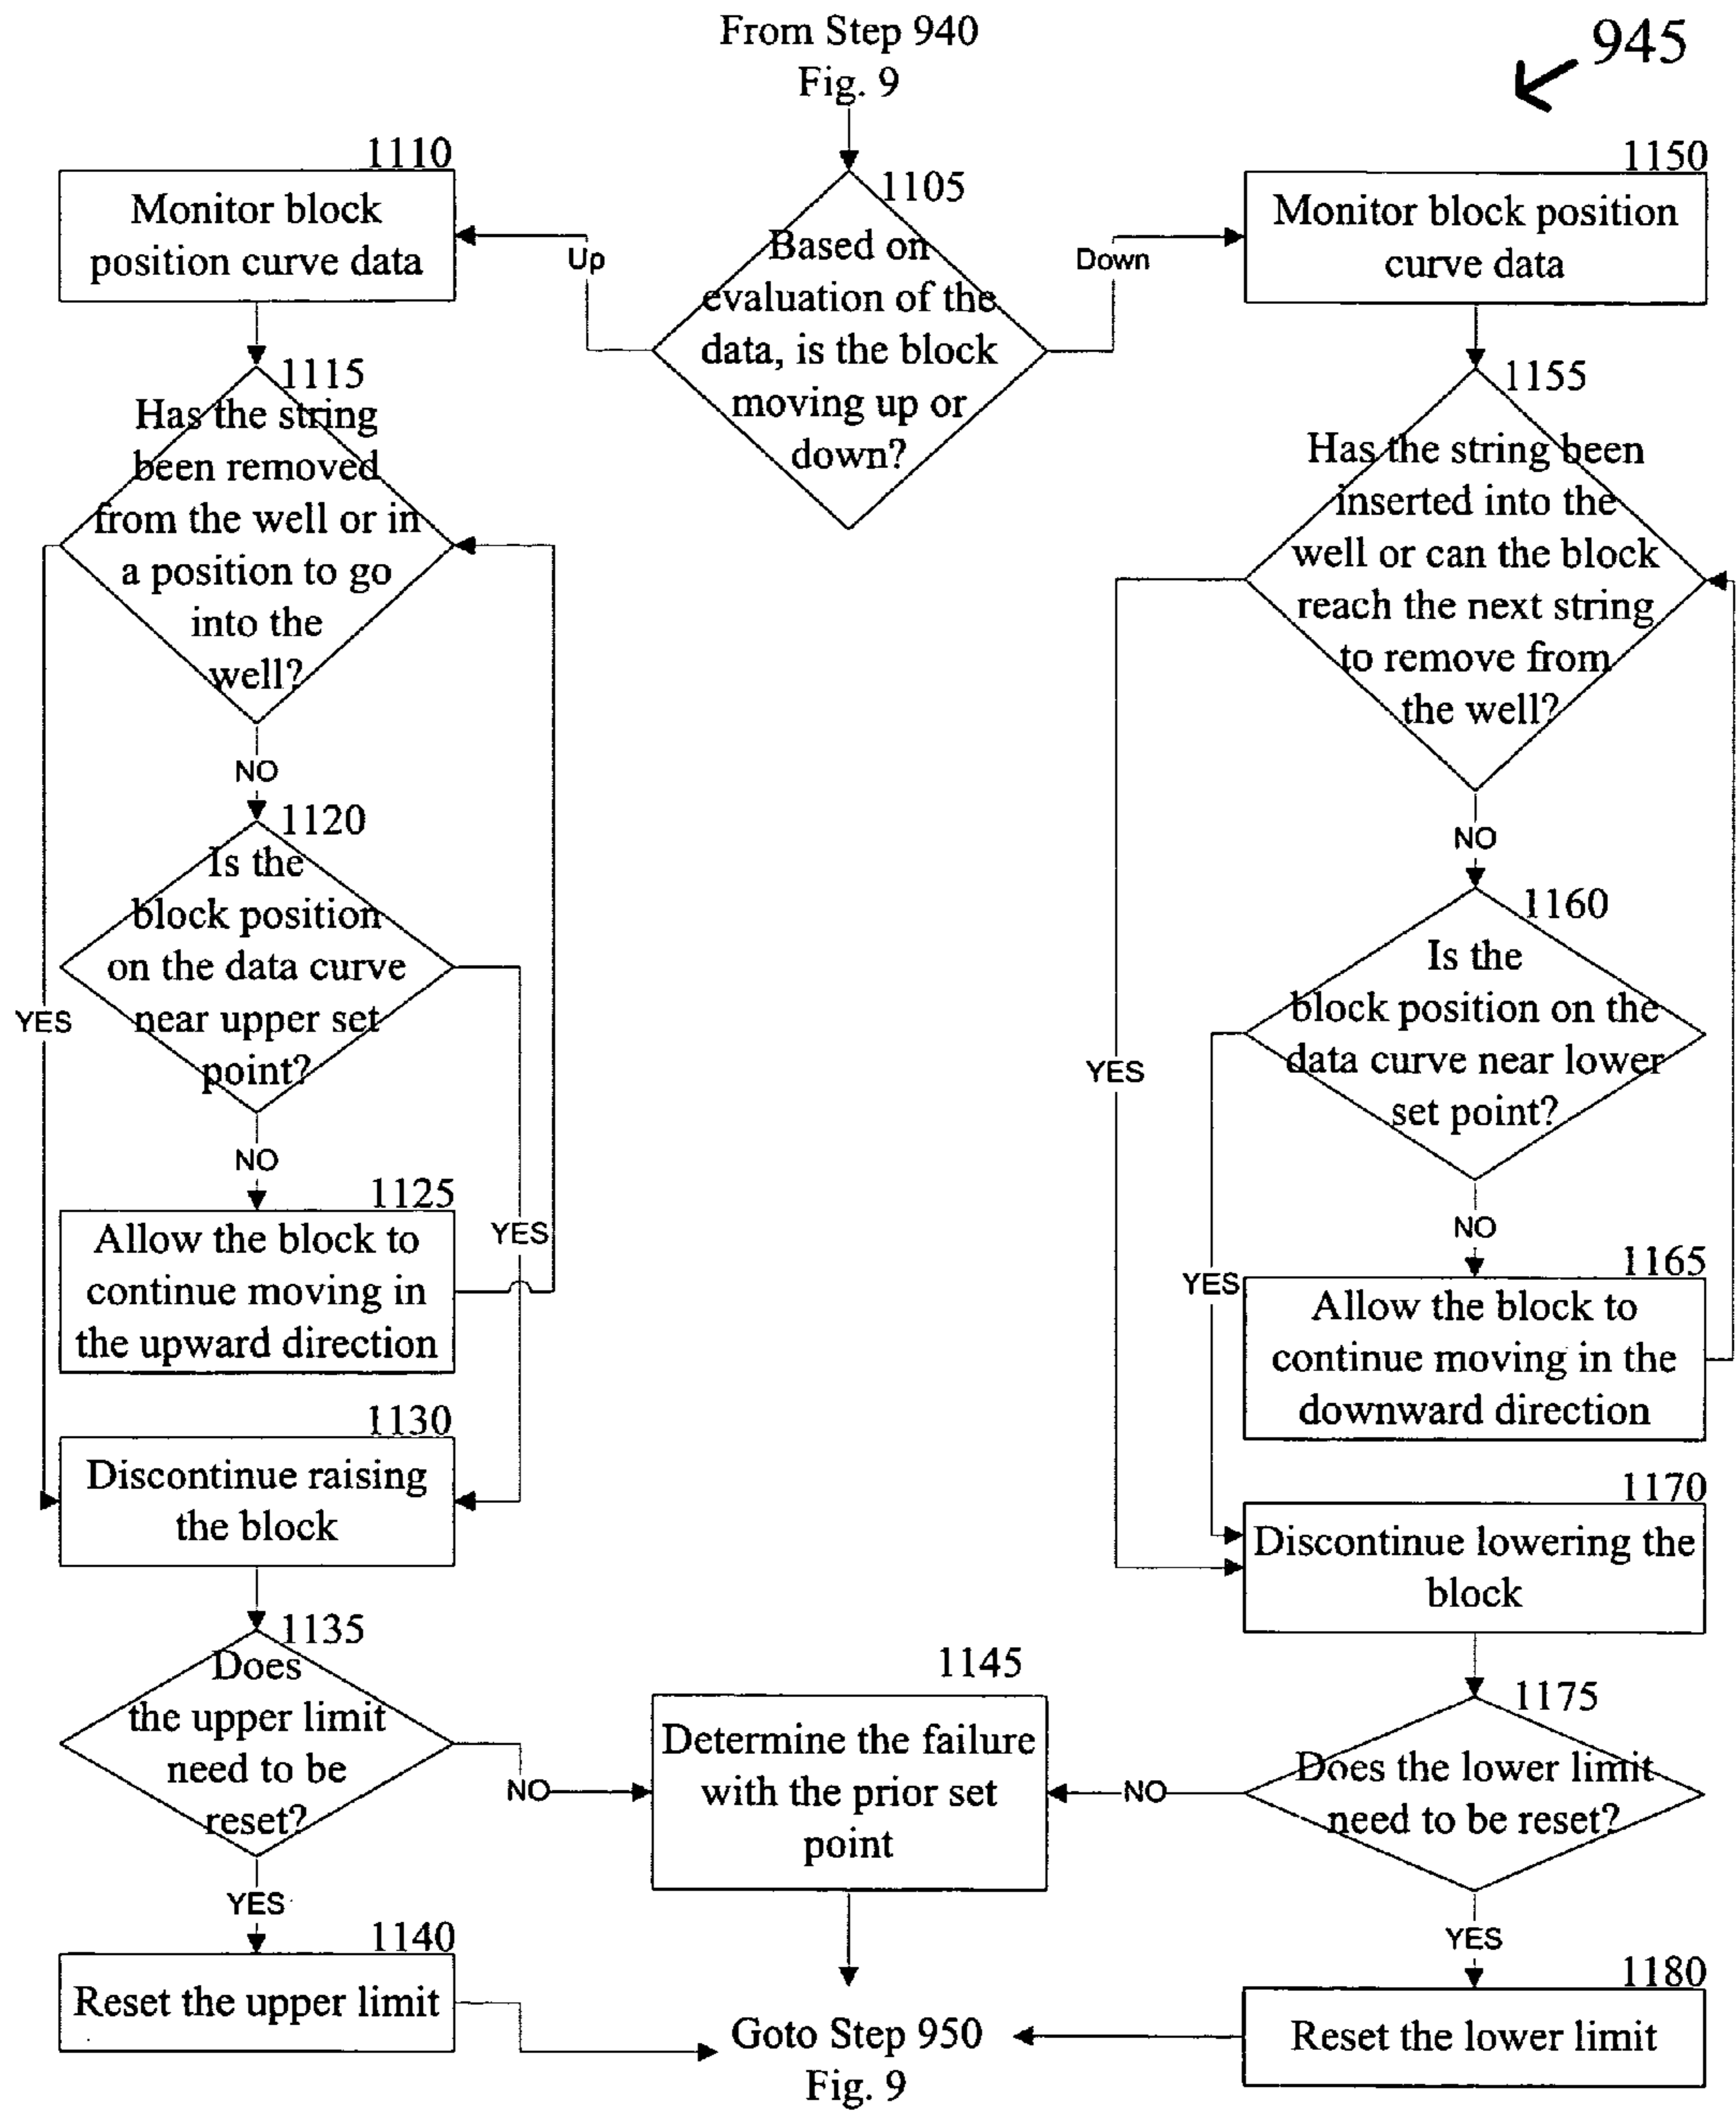 From Step 940
Fig. 9
945
1105
Based on
evaluation of the
data, is the block
moving up or
down?
Up
Down
1110
Monitor block
position curve data
1115
Has the string
been removed
from the well or in
a position to go
into the
well?
NO
YES
1120
Is the
block position
on the data curve
near upper set
point?
NO
YES
1125
Allow the block to
continue moving in
the upward direction
1130
Discontinue raising
the block
1135
Does
the upper limit
need to be
reset?
NO
YES
1140
Reset the upper limit
1145
Determine the failure
with the prior set
point
Goto Step 950
Fig. 9
1150
Monitor block position
curve data
1155
Has the string been
inserted into the
well or can the block
reach the next string
to remove from
the well?
NO
YES
1160
Is the
block position on the
data curve near lower
set point?
NO
YES
1165
Allow the block to
continue moving in the
downward direction
1170
Discontinue lowering the
block
1175
Does the lower limit
need to be reset?
NO
YES
1180
Reset the lower limit